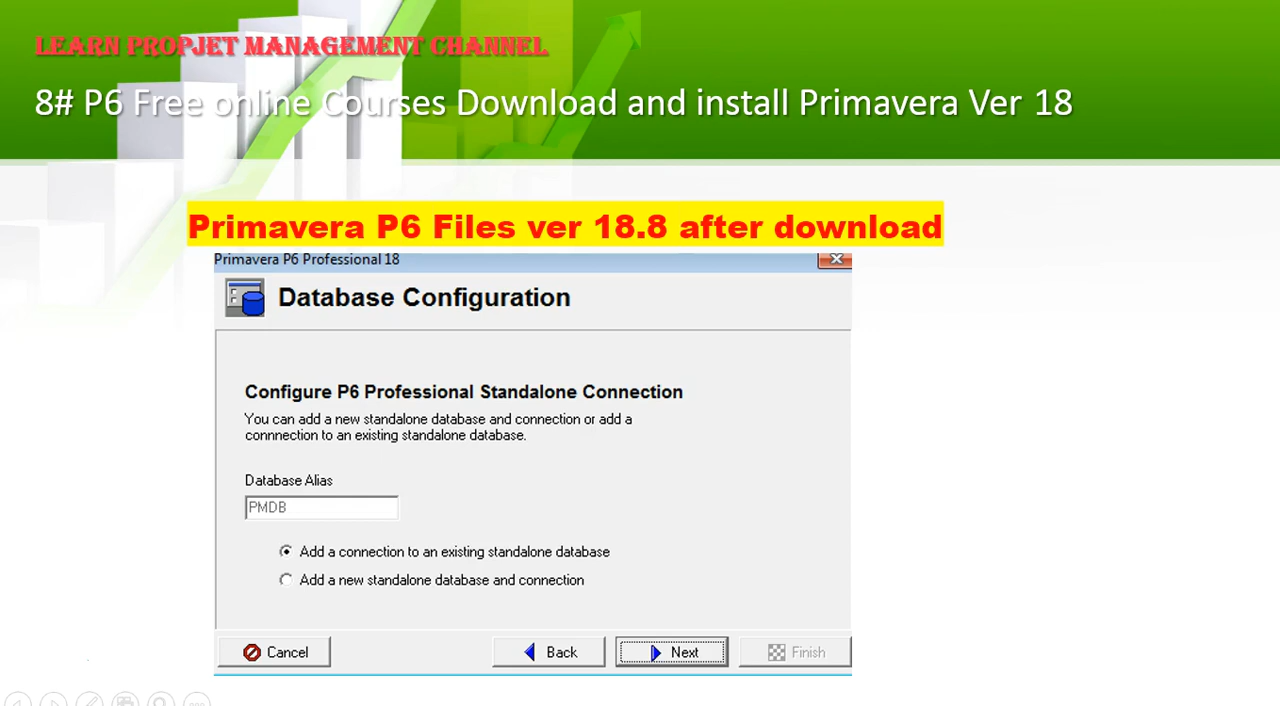 LEARN PROPJET MANAGEMENT CHANNEL
8# P6 Free online Courses Download and install Primavera Ver 18
Primavera P6 Files ver 18.8 after download
Primavera P6 Professional 18
Database Configuration
Configure P6 Professional Standalone Connection
You can add a new standalone database and connection or add a
connnection to an existing standalone database.
Database Alias
PMDB
Add a connection to an existing standalone database
Add a new standalone database and connection
Cancel
Back
Next
Finish